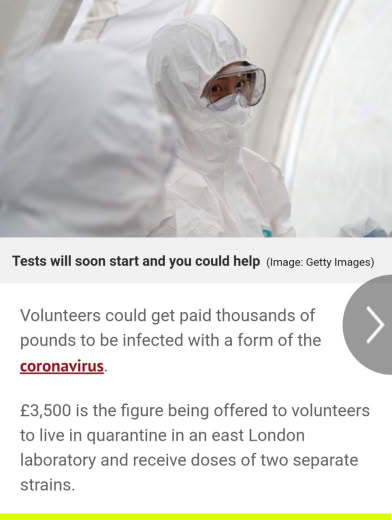 Tests will soon start and you could help (Image: Getty Images)
Volunteers could get paid thousands of
pounds to be infected with a form of the
coronavirus.
£3,500 is the figure being offered to volunteers
to live in quarantine in an east London
laboratory and receive doses of two separate
strains.